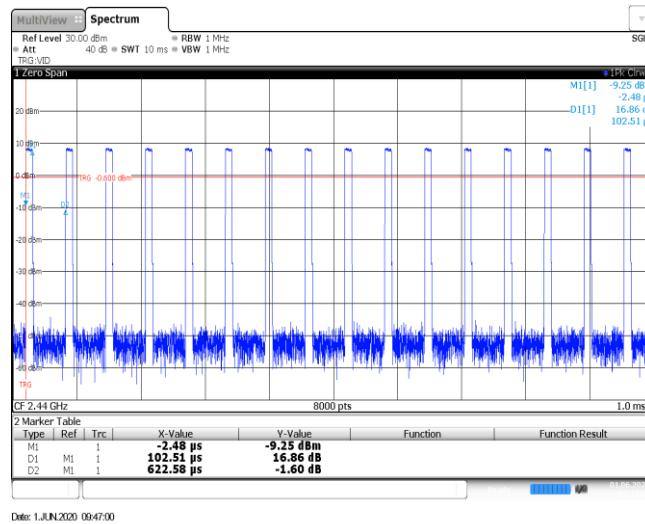 MultiView Spectrum
Ref Level 30.00 dBm RBW 1 MHz SGL
Att 40 dB SWT 10 ms VBW 1 MHz
TRG:VID
1 Zero Span 1Pk Clrw
M1[1] -9.25 dBm
-2.48 µs
20 dBm
D1[1] 16.86 dB
102.51 µs
10 dBm
0 dBm
TRG -0.600 dBm
M1
D2
-10 dBm
-20 dBm
-30 dBm
-40 dBm
-60 dBm
TRG
CF 2.44 GHz 8000 pts 1.0 ms
2 Marker Table
Type Ref Trc X-Value Y-Value Function Function Result
M1 1 -2.48 µs -9.25 dBm
D1 M1 1 102.51 µs 16.86 dB
D2 M1 1 622.58 µs -1.60 dB
Date: 1.JUN.2020 09:47:00